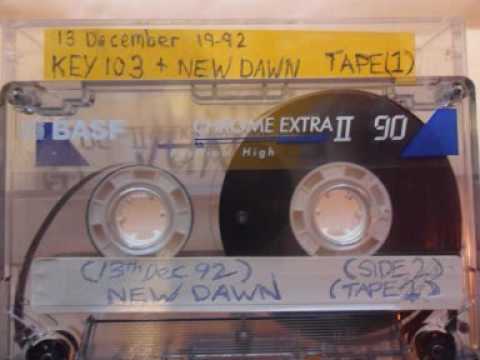 13 December 19-92
KEY 103 + NEW DAWN TAPE(1)
BASF CHROME EXTRA II 90
High
(13th Dec 92) (SIDE 2)
NEW DAWN (TAPE 1)